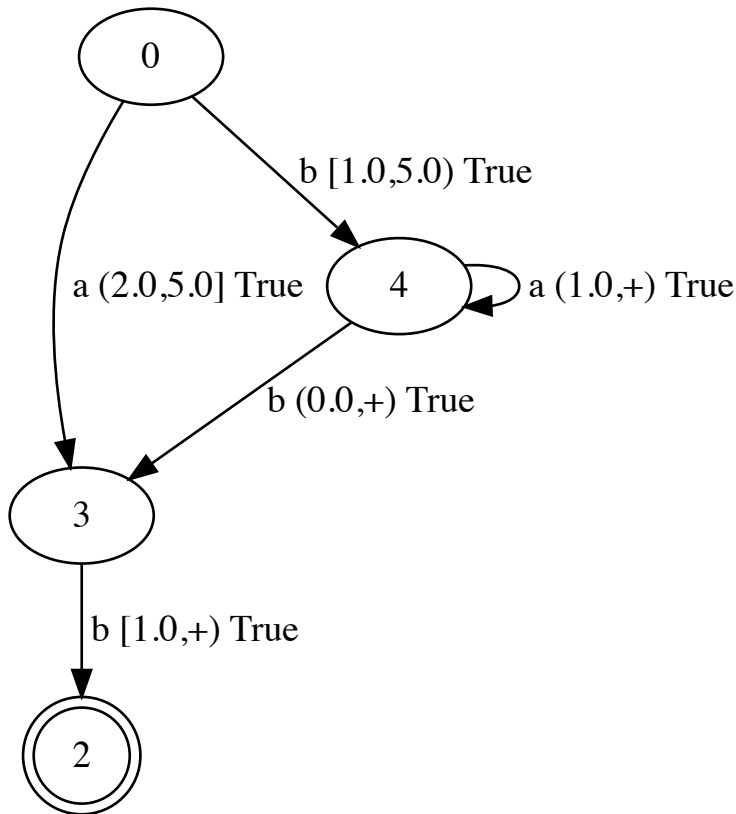 0
b [1.0,5.0) True
a (2.0,5.0] True
4
a (1.0,+) True
b (0.0,+) True
3
b [1.0,+) True
2